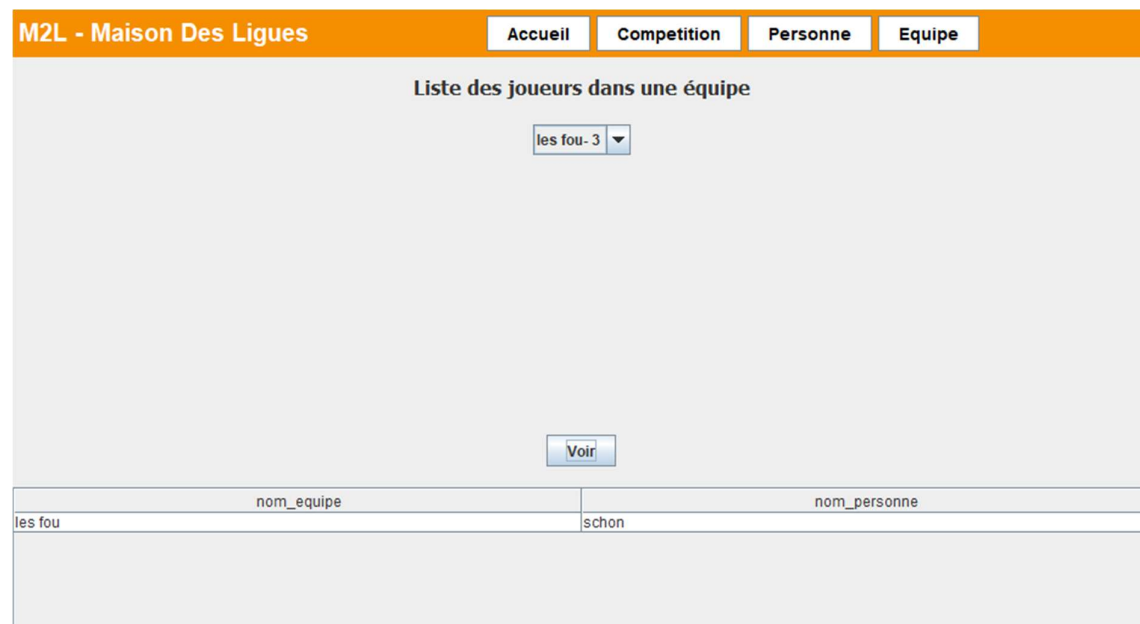 M2L - Maison Des Ligues Accueil Competition Personne Equipe
Liste des joueurs dans une équipe
les fou- 3
Voir
nom_equipe nom_personne
les fou schon